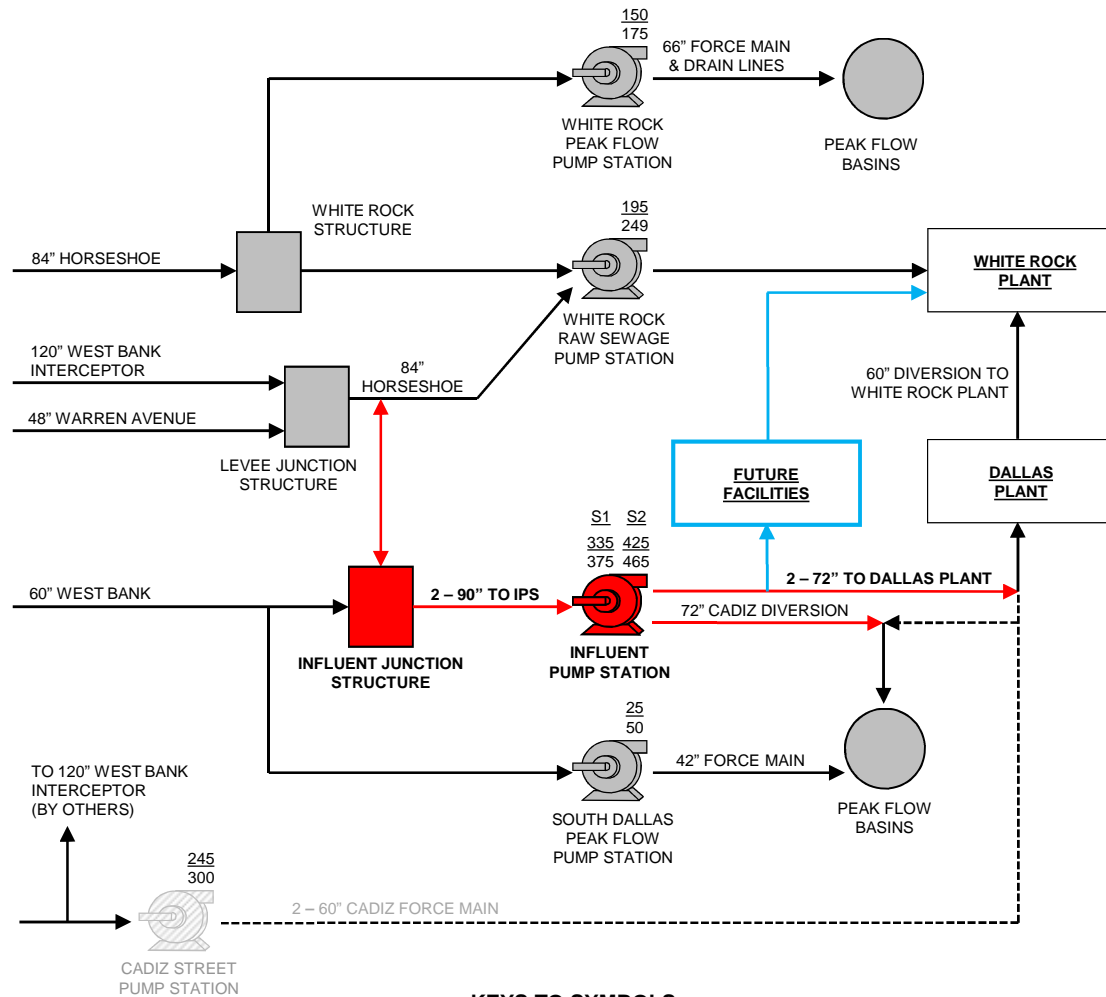 150
175
66” FORCE MAIN
& DRAIN LINES
WHITE ROCK
PEAK FLOW
PUMP STATION
PEAK FLOW
BASINS
WHITE ROCK
STRUCTURE
84” HORSESHOE
195
249
WHITE ROCK
RAW SEWAGE
PUMP STATION
WHITE ROCK
PLANT
120” WEST BANK
INTERCEPTOR
84”
HORSESHOE
48” WARREN AVENUE
LEVEE JUNCTION
STRUCTURE
60” DIVERSION TO
WHITE ROCK PLANT
FUTURE
FACILITIES
DALLAS
PLANT
S1 S2
335 425
375 465
60” WEST BANK
2 – 90” TO IPS
2 – 72” TO DALLAS PLANT
72” CADIZ DIVERSION
INFLUENT JUNCTION
STRUCTURE
INFLUENT
PUMP STATION
25
50
42” FORCE MAIN
SOUTH DALLAS
PEAK FLOW
PUMP STATION
PEAK FLOW
BASINS
TO 120” WEST BANK
INTERCEPTOR
(BY OTHERS)
245
300
2 – 60” CADIZ FORCE MAIN
CADIZ STREET
PUMP STATION